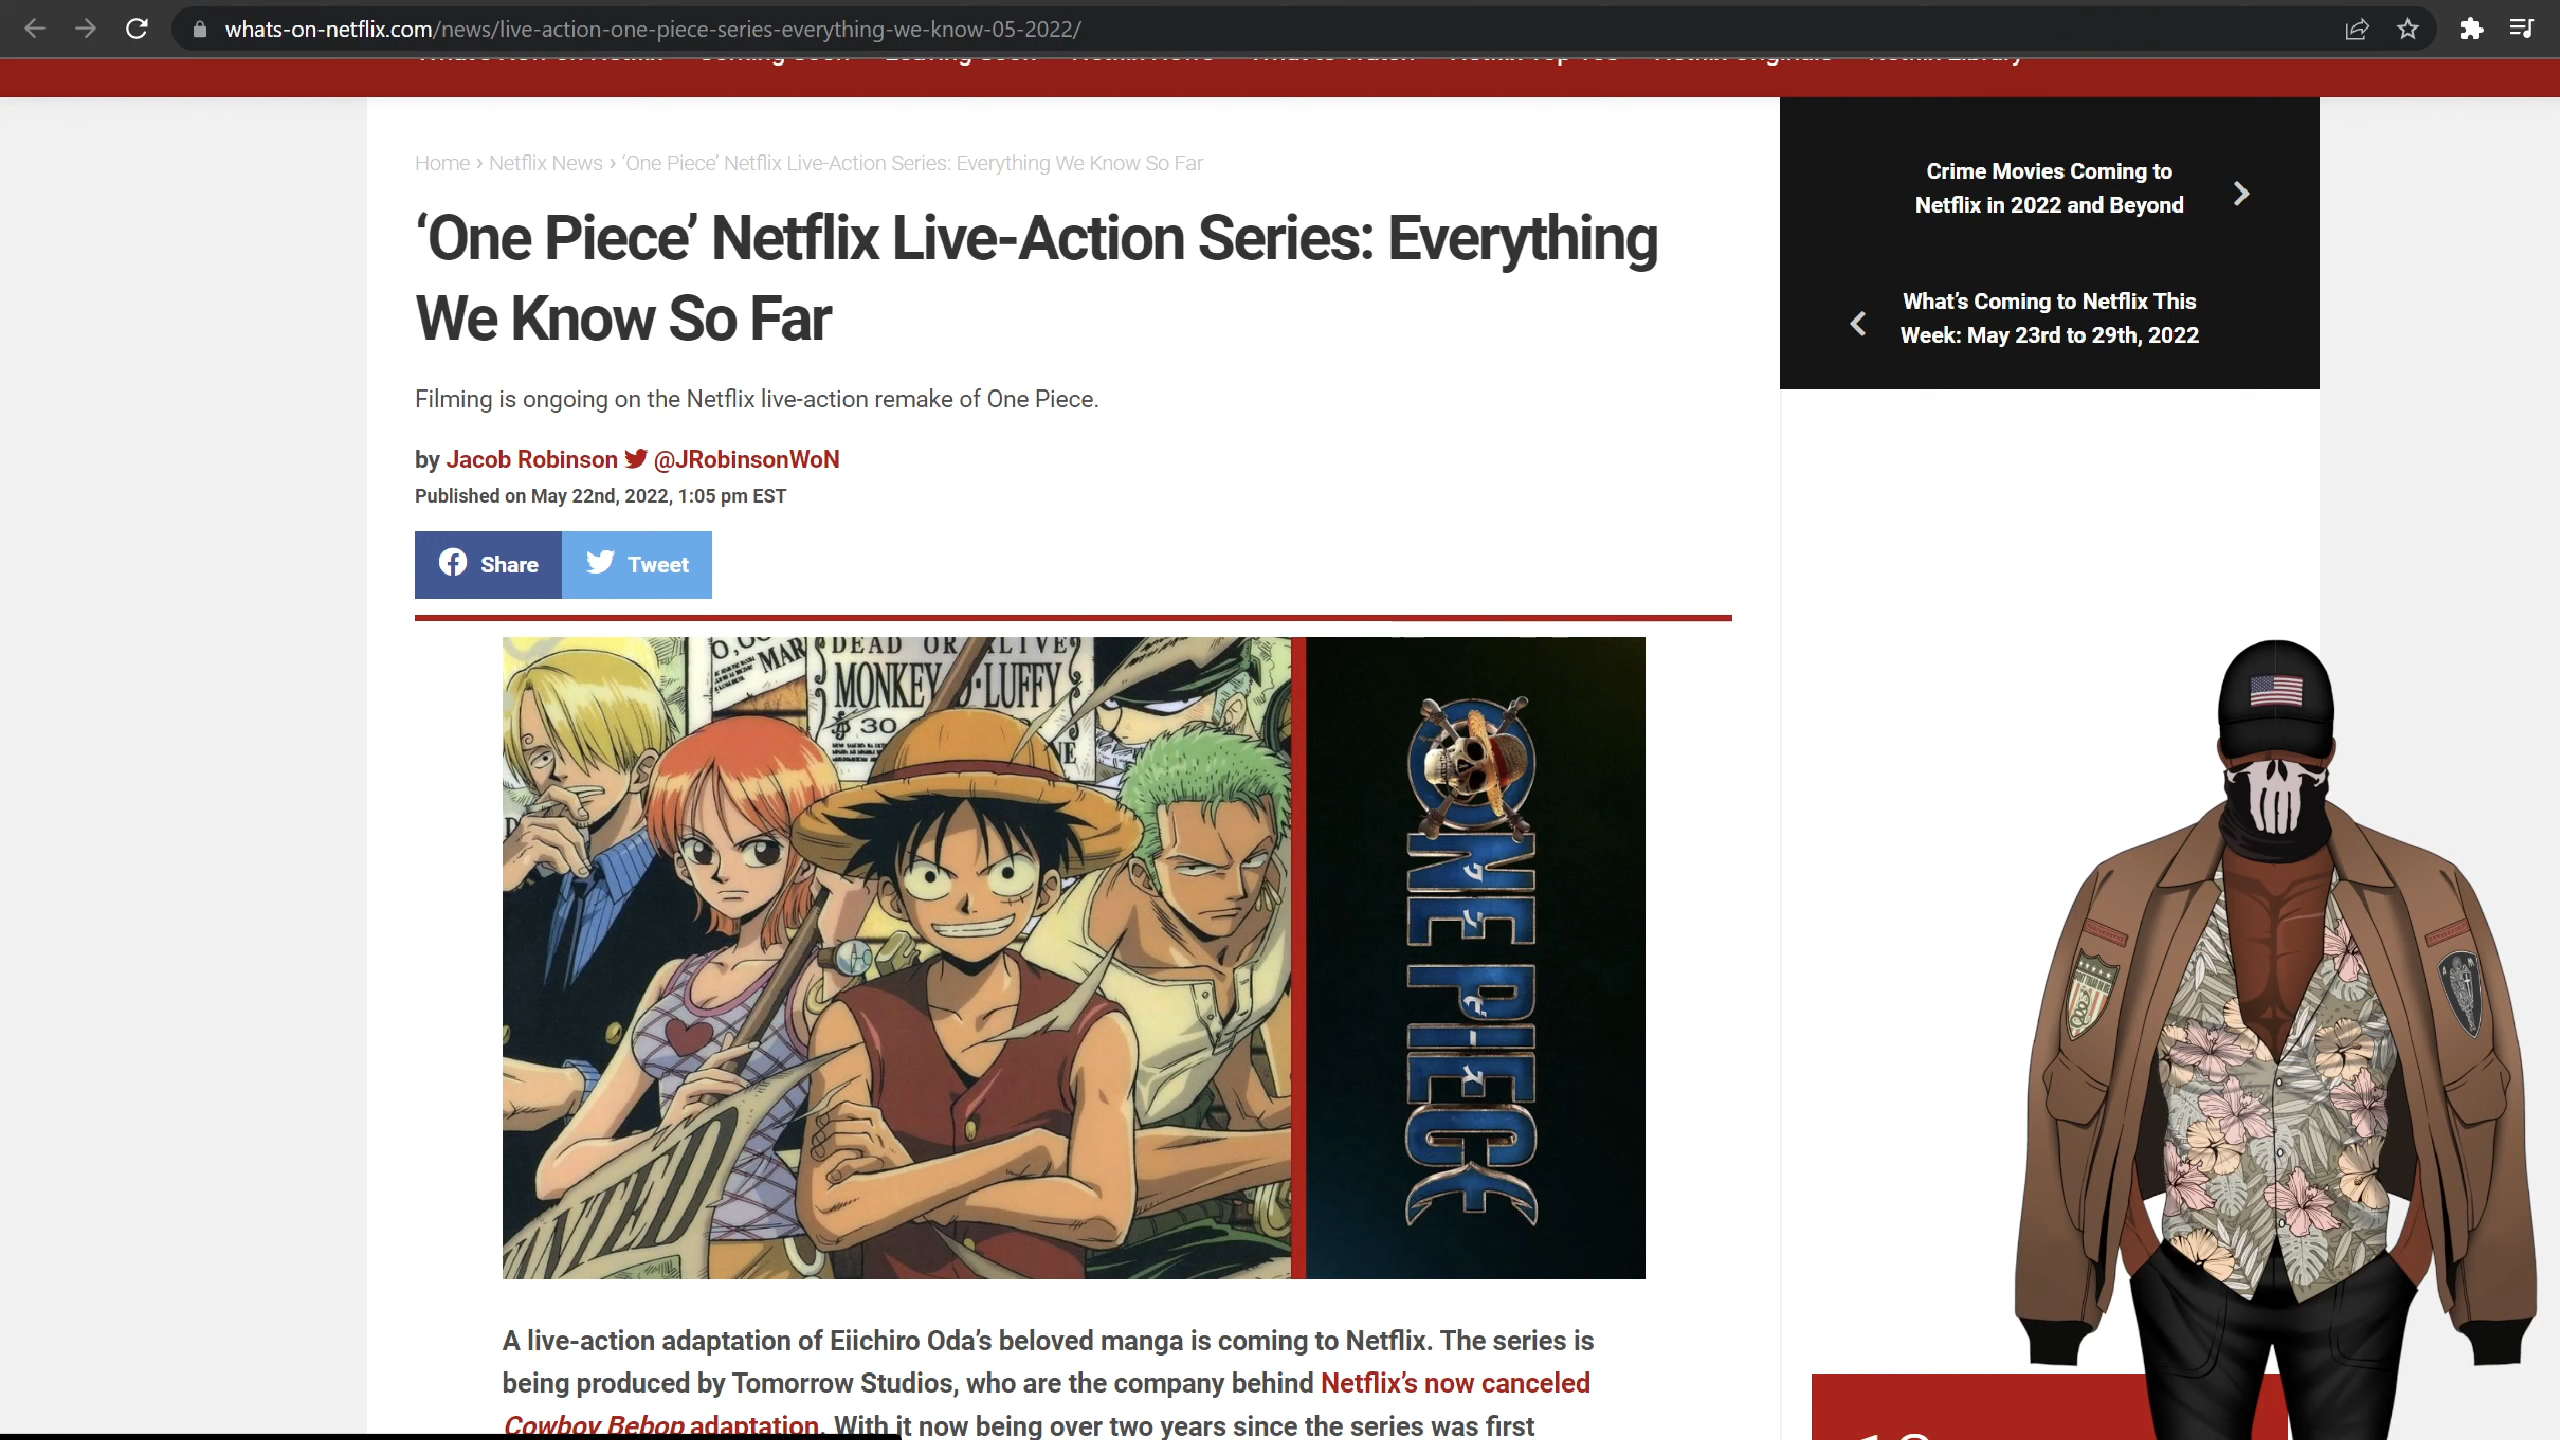 whats-on-netflix.com/news/live-action-one-piece-series-everything-we-know-05-2022/
Home › Netflix News › ‘One Piece’ Netflix Live-Action Series: Everything We Know So Far
‘One Piece’ Netflix Live-Action Series: Everything
We Know So Far
Filming is ongoing on the Netflix live-action remake of One Piece.
by Jacob Robinson @JRobinsonWoN
Published on May 22nd, 2022, 1:05 pm EST
Share Tweet
DEAD OR ALIVE
MONKEY D·LUFFY
30
MAR
WANTED
ONE PIECE
ワンピース
A live-action adaptation of Eiichiro Oda’s beloved manga is coming to Netflix. The series is
being produced by Tomorrow Studios, who are the company behind Netflix’s now canceled
Cowboy Bebop adaptation. With it now being over two years since the series was first
Crime Movies Coming to
Netflix in 2022 and Beyond
What’s Coming to Netflix This
Week: May 23rd to 29th, 2022